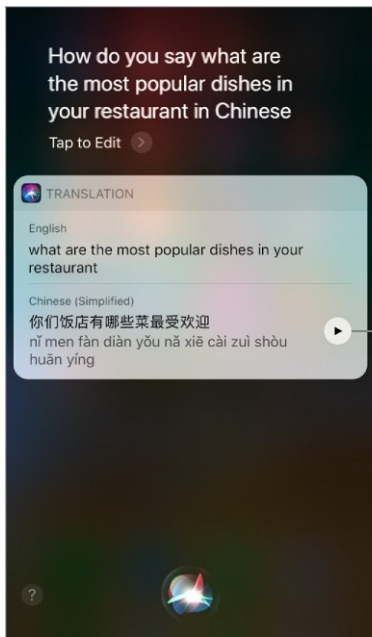 How do you say what are
the most popular dishes in
your restaurant in Chinese
Tap to Edit
TRANSLATION
English
what are the most popular dishes in your
restaurant
Chinese (Simplified)
你们饭店有哪些菜最受欢迎
nǐ men fàn diàn yǒu nǎ xiē cài zuì shòu
huān yíng
?